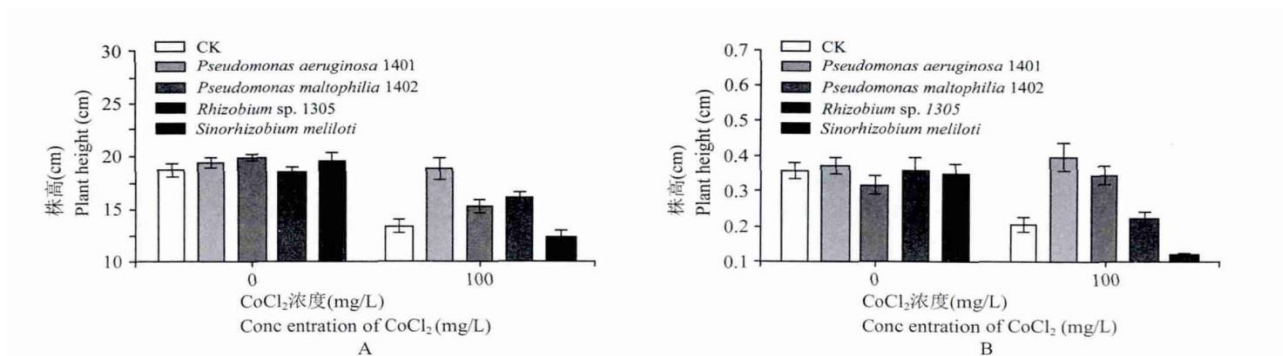 30
25
20
15
10
株高(cm)
Plant height (cm)
CK
Pseudomonas aeruginosa 1401
Pseudomonas maltophilia 1402
Rhizobium sp. 1305
Sinorhizobium meliloti
0
100
CoCl₂浓度(mg/L)
Conc entration of CoCl₂ (mg/L)
A
0.7
0.6
0.5
0.4
0.3
0.2
0.1
株高(cm)
Plant height (cm)
CK
Pseudomonas aeruginosa 1401
Pseudomonas maltophilia 1402
Rhizobium sp. 1305
Sinorhizobium meliloti
0
100
CoCl₂浓度(mg/L)
Conc entration of CoCl₂ (mg/L)
B